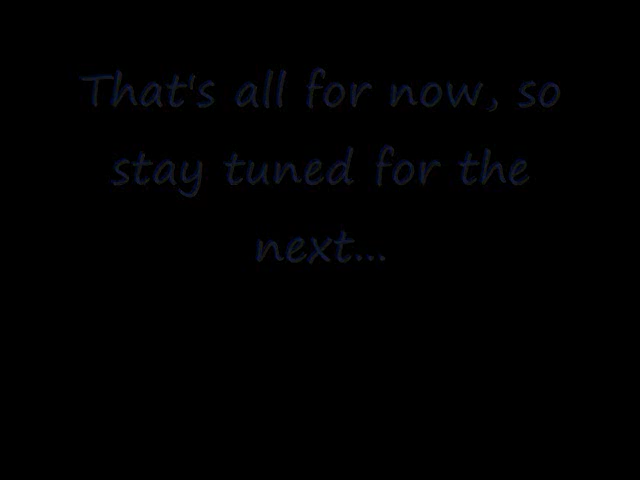 That's all for now, so
stay tuned for the
next...